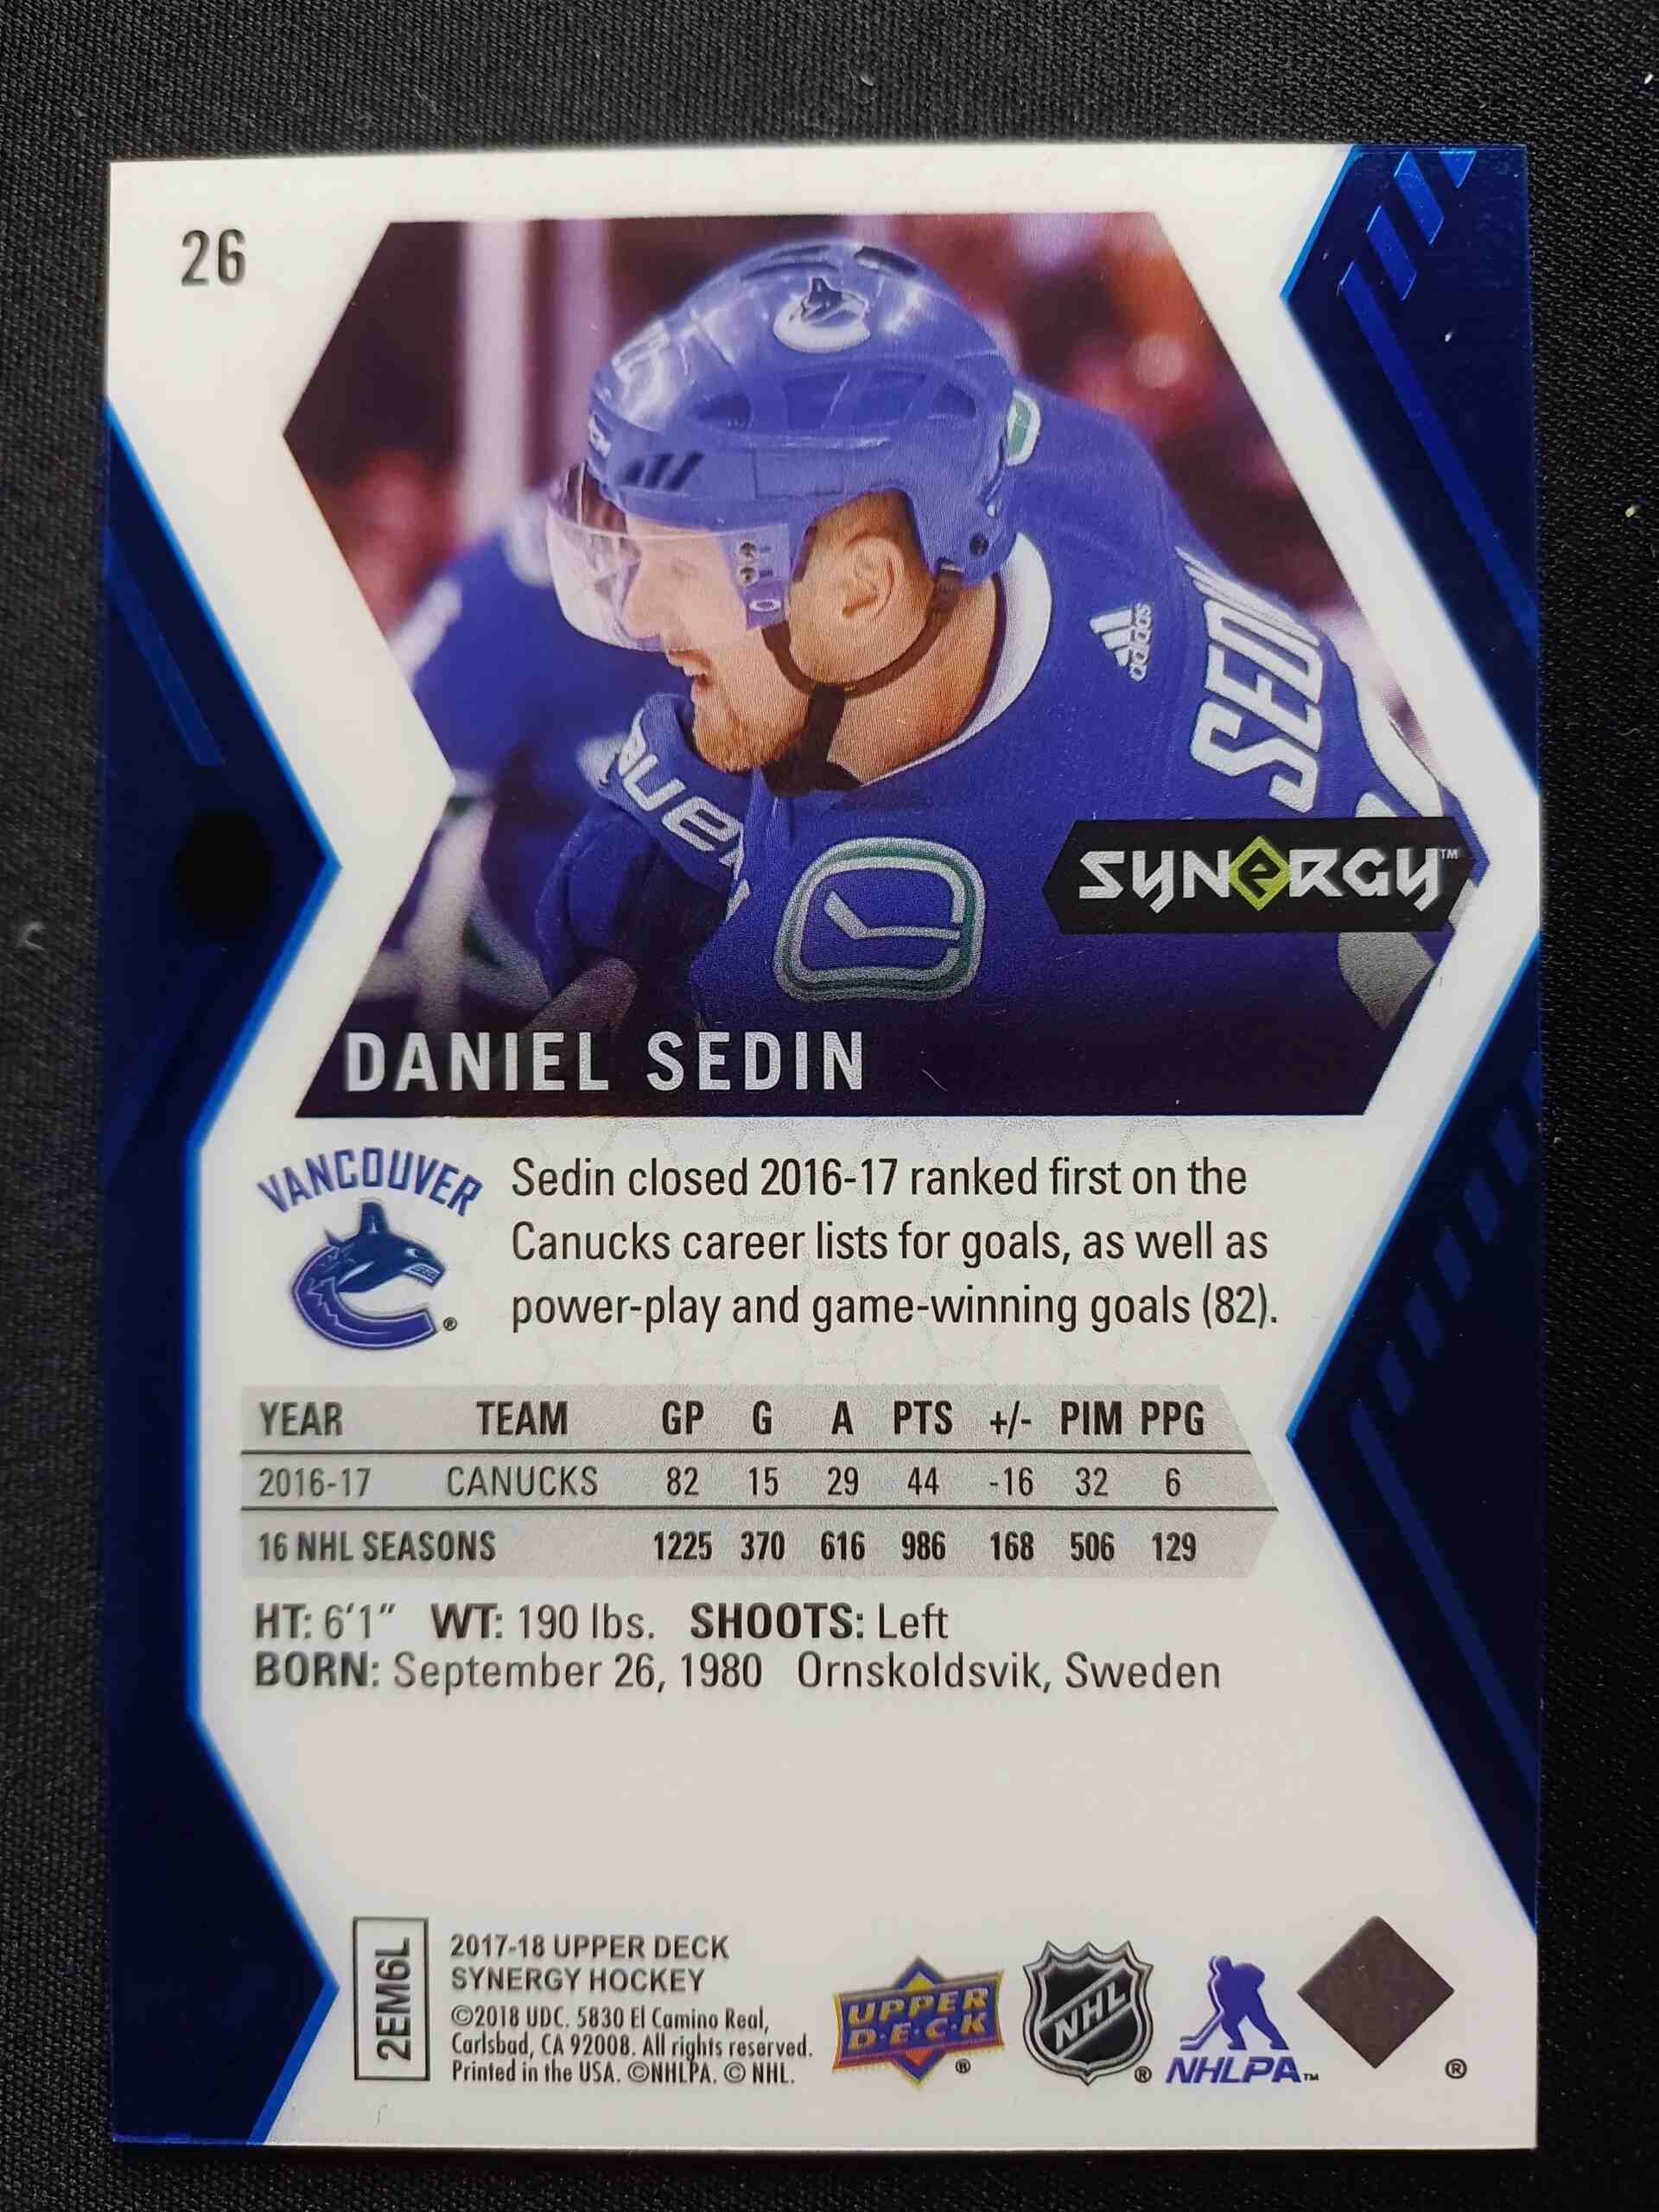 26
adidas
SEDIN
BAUER
SYNERGY™
DANIEL SEDIN
VANCOUVER
®
Sedin closed 2016-17 ranked first on the
Canucks career lists for goals, as well as
power-play and game-winning goals (82).
YEAR TEAM GP G A PTS +/- PIM PPG
2016-17 CANUCKS 82 15 29 44 -16 32 6
16 NHL SEASONS 1225 370 616 986 168 506 129
HT: 6'1" WT: 190 lbs. SHOOTS: Left
BORN: September 26, 1980 Ornskoldsvik, Sweden
2EM6L
2017-18 UPPER DECK
SYNERGY HOCKEY
©2018 UDC. 5830 El Camino Real,
Carlsbad, CA 92008. All rights reserved.
Printed in the USA. ©NHLPA. © NHL.
UPPER
D·E·C·K
®
NHL
®
NHLPA™
®